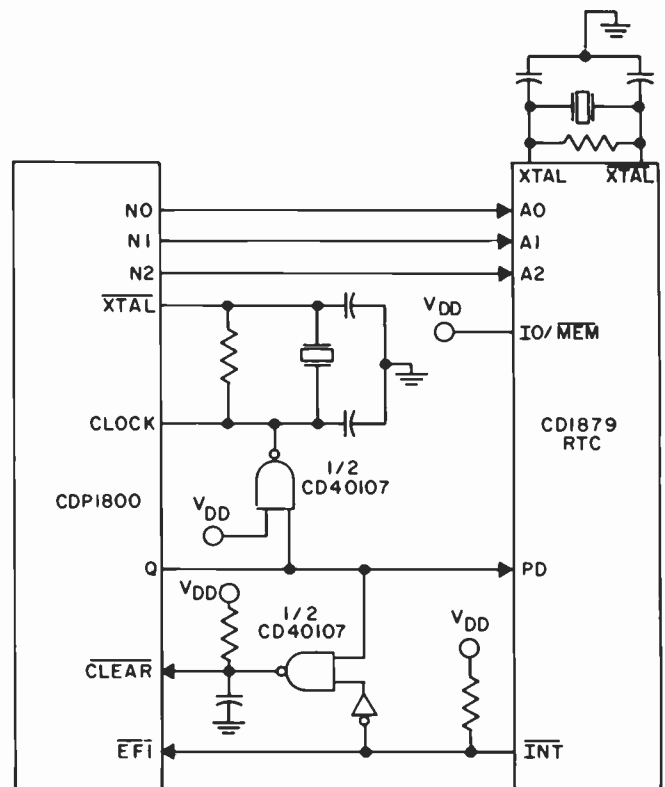 XTAL XTAL
N0 A0
N1 A1
N2 A2
XTAL
VDD
IO/MEM
CLOCK
CD1879
RTC
1/2
CD40107
CDP1800
VDD
Q PD
VDD
1/2
CD40107
VDD
CLEAR
EF1 INT